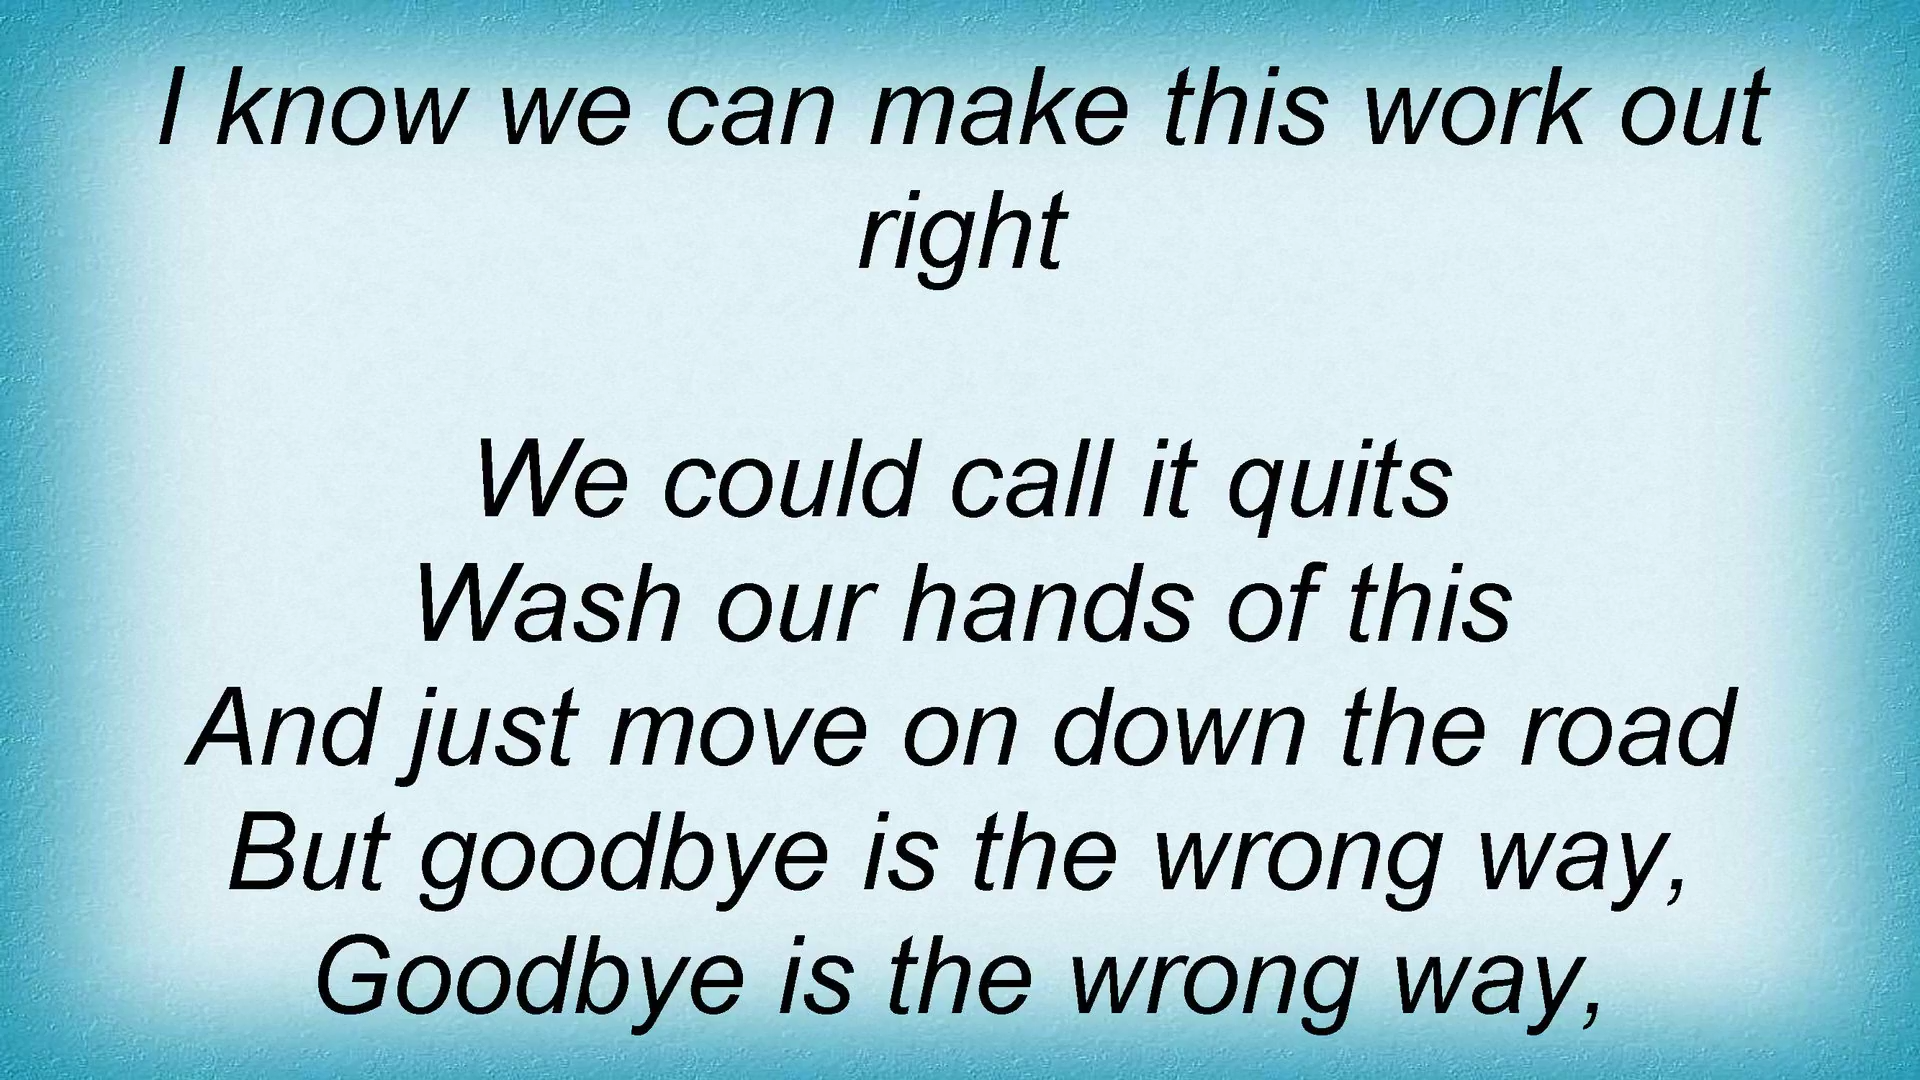 I know we can make this work out
right
We could call it quits
Wash our hands of this
And just move on down the road
But goodbye is the wrong way,
Goodbye is the wrong way,